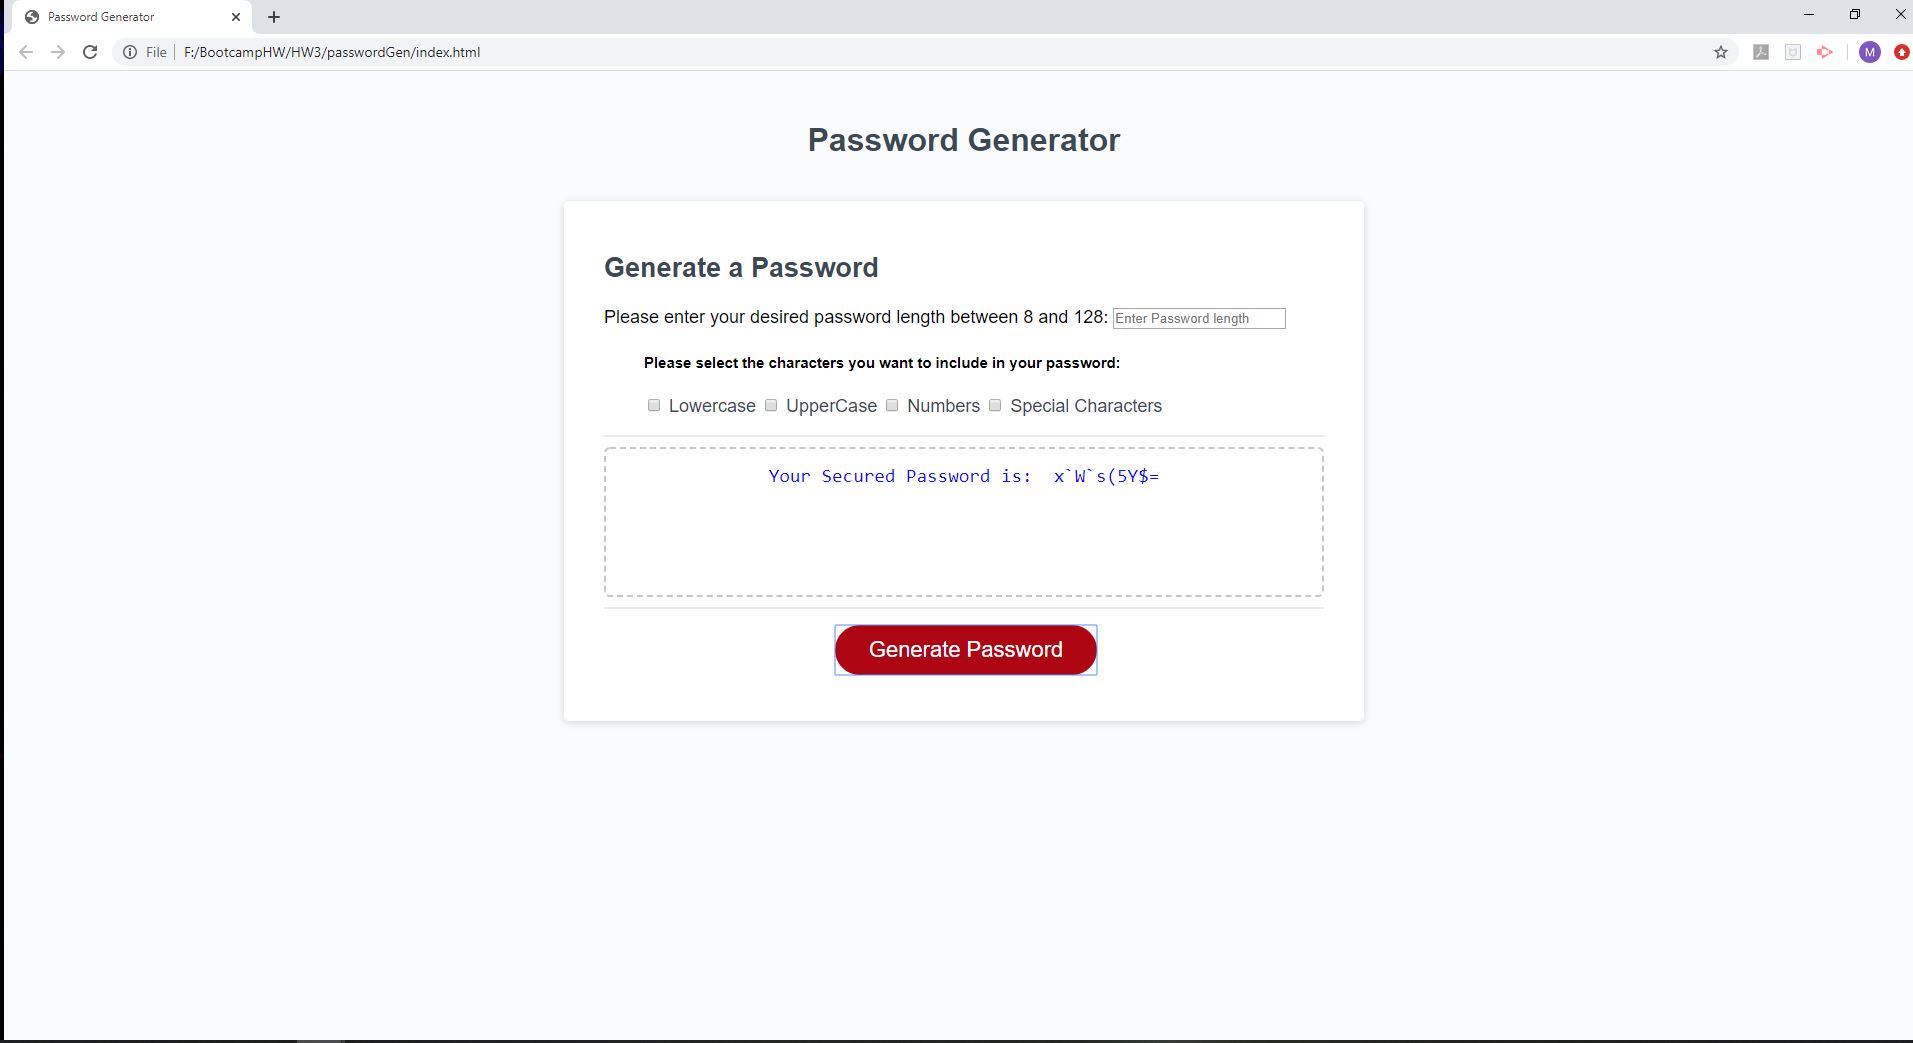 Password Generator
File F:/BootcampHW/HW3/passwordGen/index.html
M
Password Generator
Generate a Password
Please enter your desired password length between 8 and 128: Enter Password length
Please select the characters you want to include in your password:
Lowercase UpperCase Numbers Special Characters
Your Secured Password is: x`W`s(5Y$=
Generate Password